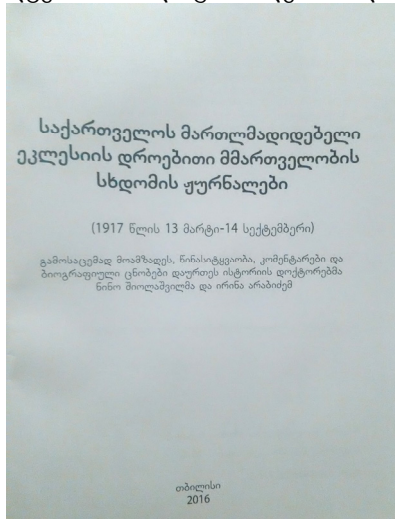 საქართველოს მართლმადიდებელი
ეკლესიის დროებითი მმართველობის
სხდომის ჟურნალები
(1917 წლის 13 მარტი-14 სექტემბერი)
გამოსაცემად მოამზადეს, წინასიტყვაობა, კომენტარები და
ბიოგრაფიული ცნობები დაურთეს ისტორიის დოქტორებმა
ნინო შიოლაშვილმა და ირინა არაბიძემ
თბილისი
2016